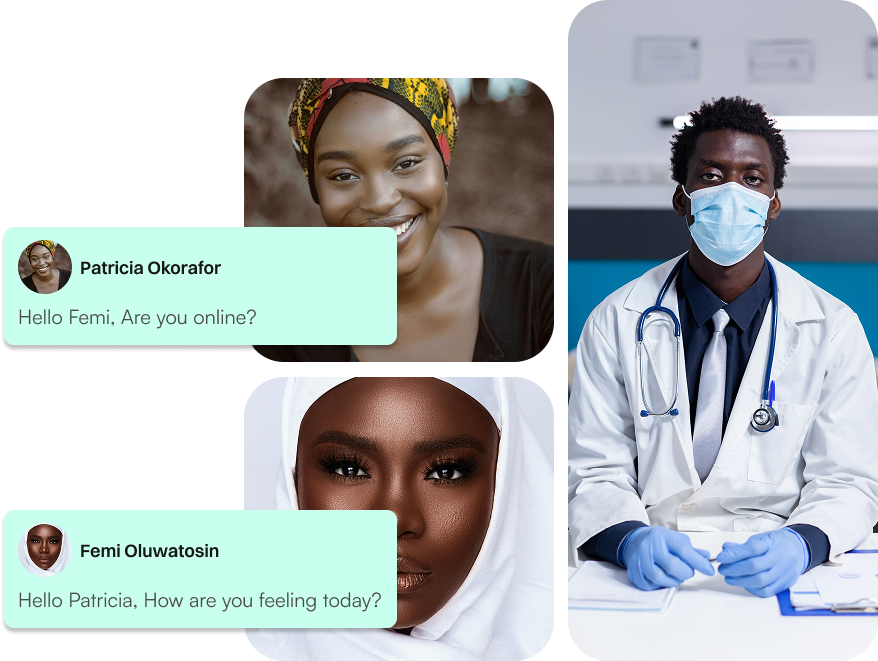 Patricia Okorafor
Hello Femi, Are you online?
Femi Oluwatosin
Hello Patricia, How are you feeling today?